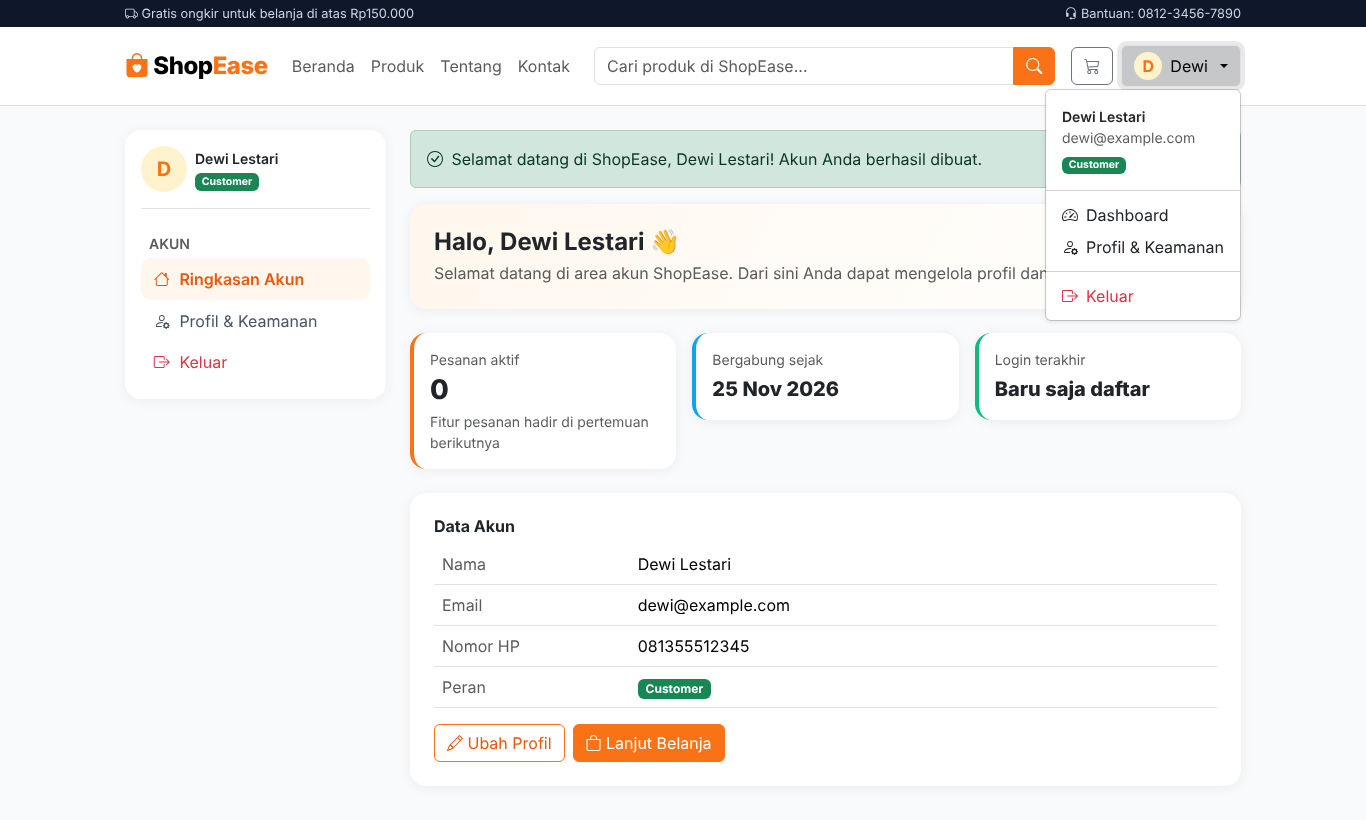 Gratis ongkir untuk belanja di atas Rp150.000
Bantuan: 0812-3456-7890
ShopEase
Beranda
Produk
Tentang
Kontak
Cari produk di ShopEase...
D
Dewi
Dewi Lestari
dewi@example.com
Customer
Dashboard
Profil & Keamanan
Keluar
D
Dewi Lestari
Customer
AKUN
Ringkasan Akun
Profil & Keamanan
Keluar
Selamat datang di ShopEase, Dewi Lestari! Akun Anda berhasil dibuat.
Halo, Dewi Lestari 👋
Selamat datang di area akun ShopEase. Dari sini Anda dapat mengelola profil dan
Pesanan aktif
0
Fitur pesanan hadir di pertemuan
berikutnya
Bergabung sejak
25 Nov 2026
Login terakhir
Baru saja daftar
Data Akun
Nama
Dewi Lestari
Email
dewi@example.com
Nomor HP
081355512345
Peran
Customer
Ubah Profil
Lanjut Belanja